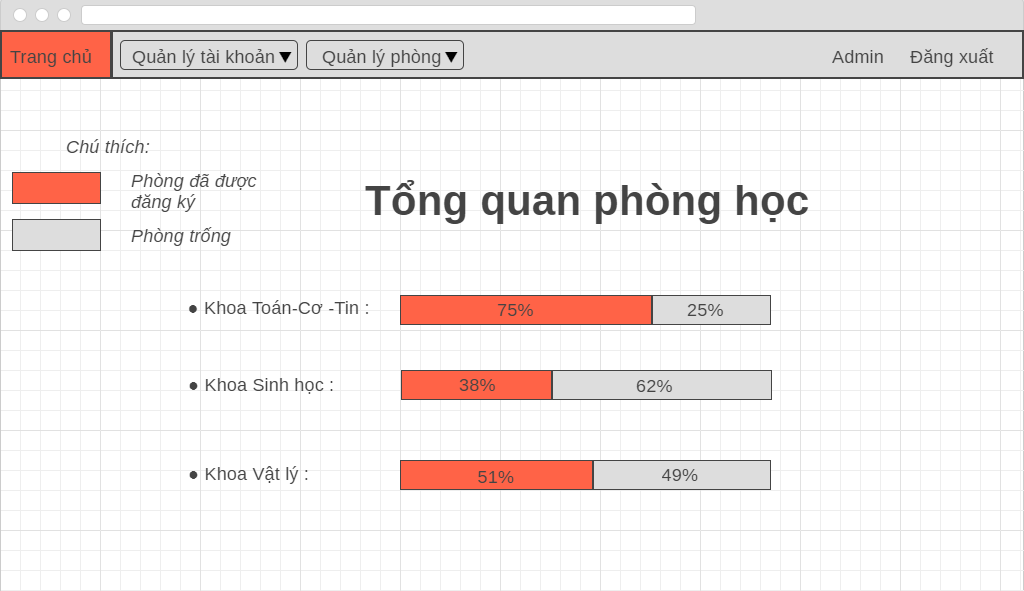 Trang chủ Quản lý tài khoản Quản lý phòng Admin Đăng xuất
Chú thích:
Phòng đã được
đăng ký
Phòng trống
Tổng quan phòng học
Khoa Toán-Cơ -Tin : 75% 25%
Khoa Sinh học : 38% 62%
Khoa Vật lý : 51% 49%